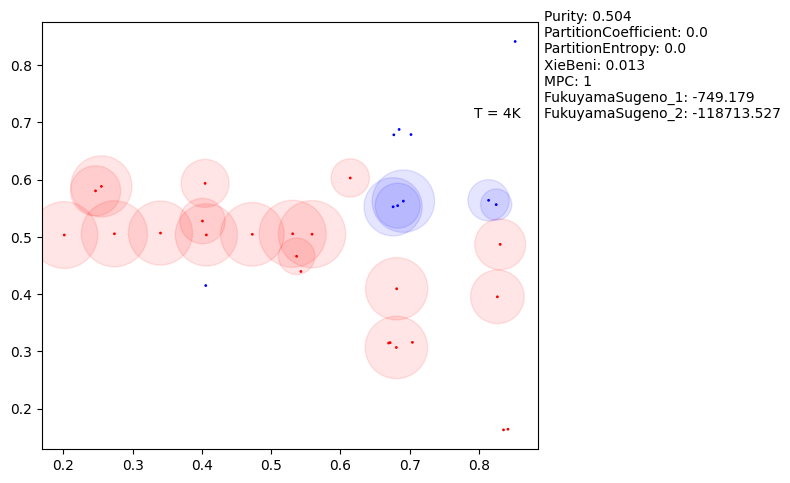 Purity: 0.504
PartitionCoefficient: 0.0
PartitionEntropy: 0.0
XieBeni: 0.013
MPC: 1
FukuyamaSugeno_1: -749.179
FukuyamaSugeno_2: -118713.527
T = 4K
0.8
0.7
0.6
0.5
0.4
0.3
0.2
0.2 0.3 0.4 0.5 0.6 0.7 0.8